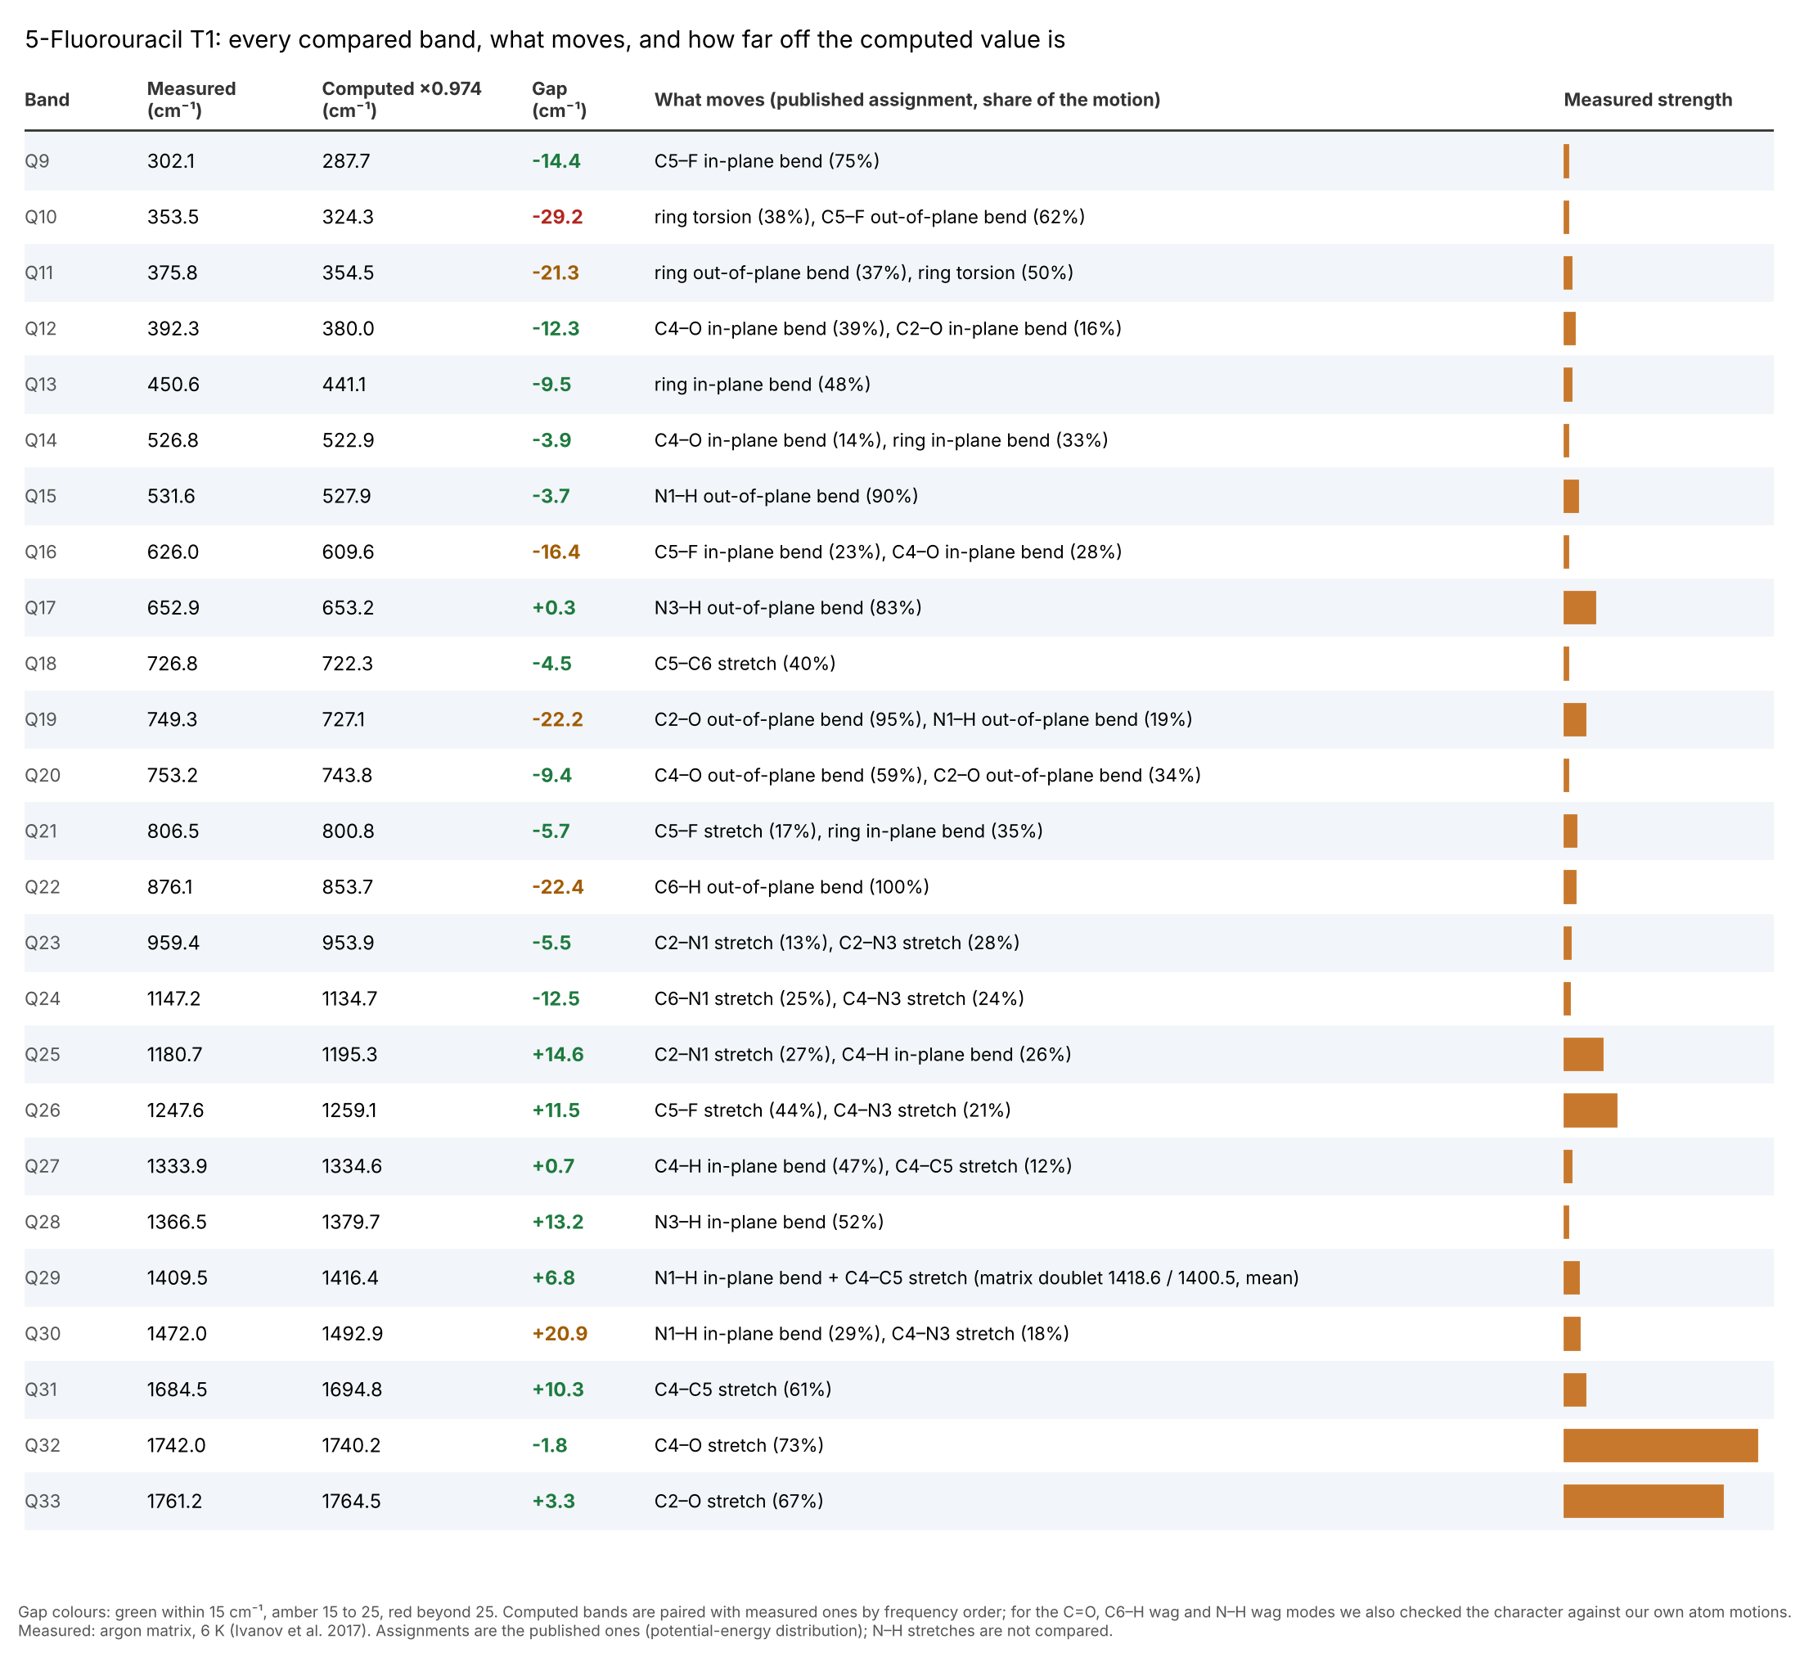 5-Fluorouracil T1: every compared band, what moves, and how far off the computed value is
Band Measured (cm⁻¹) Computed ×0.974 (cm⁻¹) Gap (cm⁻¹) What moves (published assignment, share of the motion) Measured strength
Q9 302.1 287.7 -14.4 C5–F in-plane bend (75%)
Q10 353.5 324.3 -29.2 ring torsion (38%), C5–F out-of-plane bend (62%)
Q11 375.8 354.5 -21.3 ring out-of-plane bend (37%), ring torsion (50%)
Q12 392.3 380.0 -12.3 C4–O in-plane bend (39%), C2–O in-plane bend (16%)
Q13 450.6 441.1 -9.5 ring in-plane bend (48%)
Q14 526.8 522.9 -3.9 C4–O in-plane bend (14%), ring in-plane bend (33%)
Q15 531.6 527.9 -3.7 N1–H out-of-plane bend (90%)
Q16 626.0 609.6 -16.4 C5–F in-plane bend (23%), C4–O in-plane bend (28%)
Q17 652.9 653.2 +0.3 N3–H out-of-plane bend (83%)
Q18 726.8 722.3 -4.5 C5–C6 stretch (40%)
Q19 749.3 727.1 -22.2 C2–O out-of-plane bend (95%), N1–H out-of-plane bend (19%)
Q20 753.2 743.8 -9.4 C4–O out-of-plane bend (59%), C2–O out-of-plane bend (34%)
Q21 806.5 800.8 -5.7 C5–F stretch (17%), ring in-plane bend (35%)
Q22 876.1 853.7 -22.4 C6–H out-of-plane bend (100%)
Q23 959.4 953.9 -5.5 C2–N1 stretch (13%), C2–N3 stretch (28%)
Q24 1147.2 1134.7 -12.5 C6–N1 stretch (25%), C4–N3 stretch (24%)
Q25 1180.7 1195.3 +14.6 C2–N1 stretch (27%), C4–H in-plane bend (26%)
Q26 1247.6 1259.1 +11.5 C5–F stretch (44%), C4–N3 stretch (21%)
Q27 1333.9 1334.6 +0.7 C4–H in-plane bend (47%), C4–C5 stretch (12%)
Q28 1366.5 1379.7 +13.2 N3–H in-plane bend (52%)
Q29 1409.5 1416.4 +6.8 N1–H in-plane bend + C4–C5 stretch (matrix doublet 1418.6 / 1400.5, mean)
Q30 1472.0 1492.9 +20.9 N1–H in-plane bend (29%), C4–N3 stretch (18%)
Q31 1684.5 1694.8 +10.3 C4–C5 stretch (61%)
Q32 1742.0 1740.2 -1.8 C4–O stretch (73%)
Q33 1761.2 1764.5 +3.3 C2–O stretch (67%)
Gap colours: green within 15 cm⁻¹, amber 15 to 25, red beyond 25. Computed bands are paired with measured ones by frequency order; for the C=O, C6–H wag and N–H wag modes we also checked the character against our own atom motions.
Measured: argon matrix, 6 K (Ivanov et al. 2017). Assignments are the published ones (potential-energy distribution); N–H stretches are not compared.